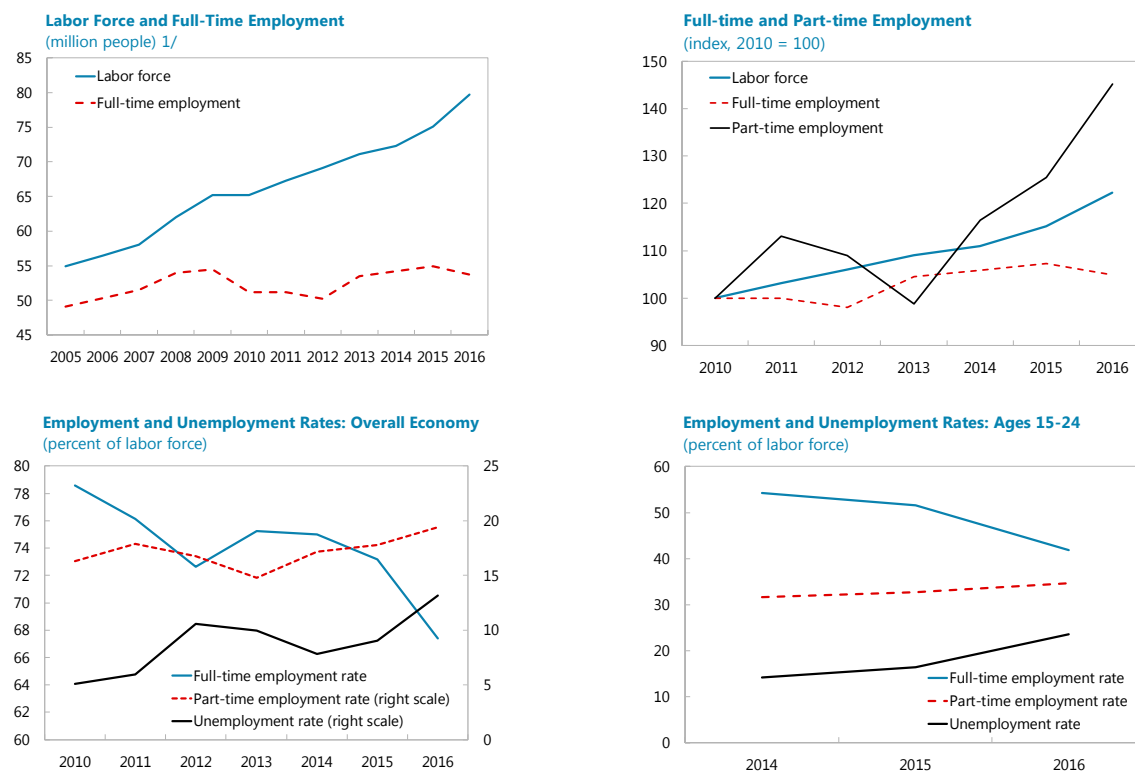 Labor Force and Full-Time Employment
(million people) 1/
85
80
75
70
65
60
55
50
45
Labor force
Full-time employment
2005 2006 2007 2008 2009 2010 2011 2012 2013 2014 2015 2016
Full-time and Part-time Employment
(index, 2010 = 100)
150
140
130
120
110
100
90
Labor force
Full-time employment
Part-time employment
2010 2011 2012 2013 2014 2015 2016
Employment and Unemployment Rates: Overall Economy
(percent of labor force)
80
78
76
74
72
70
68
66
64
62
60
25
20
15
10
5
0
Full-time employment rate
Part-time employment rate (right scale)
Unemployment rate (right scale)
2010 2011 2012 2013 2014 2015 2016
Employment and Unemployment Rates: Ages 15-24
(percent of labor force)
60
50
40
30
20
10
0
Full-time employment rate
Part-time employment rate
Unemployment rate
2014 2015 2016